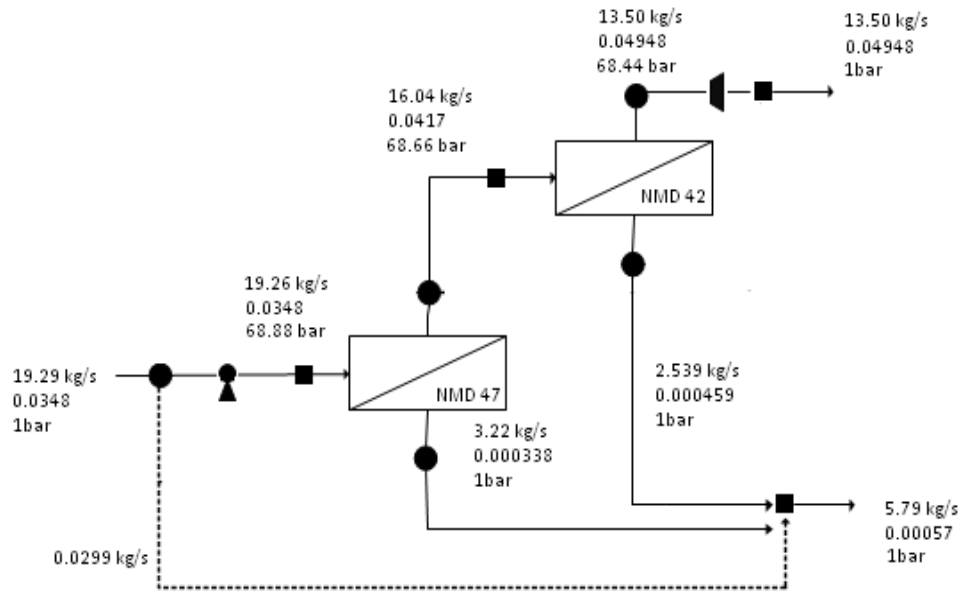 13.50 kg/s
0.04948
68.44 bar
13.50 kg/s
0.04948
1bar
16.04 kg/s
0.0417
68.66 bar
NMD 42
19.26 kg/s
0.0348
68.88 bar
19.29 kg/s
0.0348
1bar
NMD 47
3.22 kg/s
0.000338
1bar
2.539 kg/s
0.000459
1bar
5.79 kg/s
0.00057
1bar
0.0299 kg/s